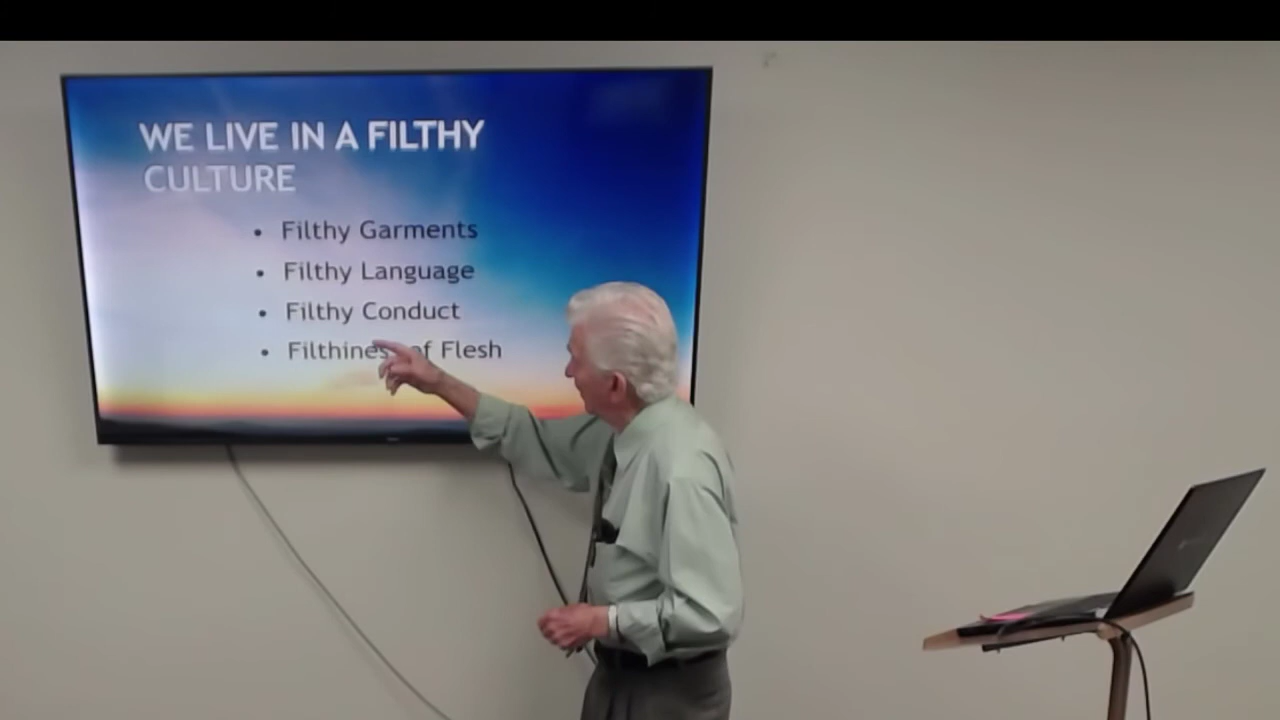 WE LIVE IN A FILTHY
CULTURE
• Filthy Garments
• Filthy Language
• Filthy Conduct
• Filthiness of Flesh